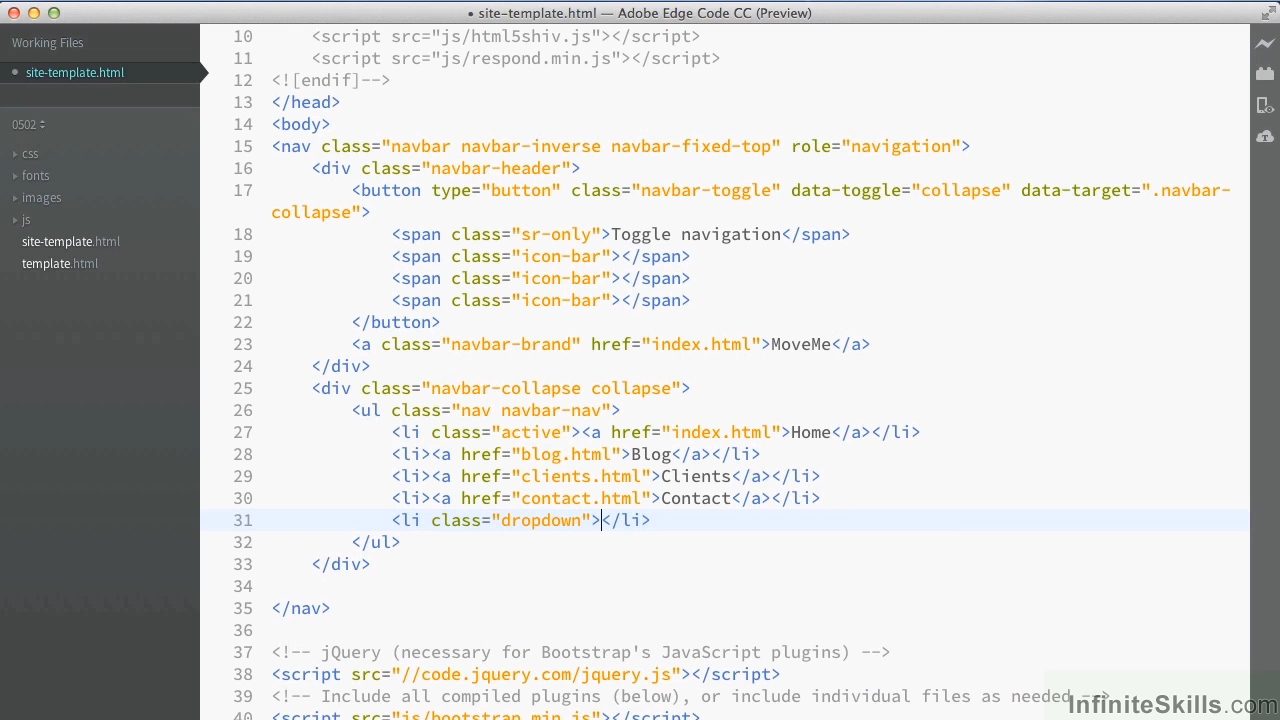 • site-template.html — Adobe Edge Code CC (Preview)
Working Files
• site-template.html
0502
css
fonts
images
js
site-template.html
template.html
10 <script src="js/html5shiv.js"></script>
11 <script src="js/respond.min.js"></script>
12 <![endif]-->
13 </head>
14 <body>
15 <nav class="navbar navbar-inverse navbar-fixed-top" role="navigation">
16 <div class="navbar-header">
17 <button type="button" class="navbar-toggle" data-toggle="collapse" data-target=".navbar-
collapse">
18 <span class="sr-only">Toggle navigation</span>
19 <span class="icon-bar"></span>
20 <span class="icon-bar"></span>
21 <span class="icon-bar"></span>
22 </button>
23 <a class="navbar-brand" href="index.html">MoveMe</a>
24 </div>
25 <div class="navbar-collapse collapse">
26 <ul class="nav navbar-nav">
27 <li class="active"><a href="index.html">Home</a></li>
28 <li><a href="blog.html">Blog</a></li>
29 <li><a href="clients.html">Clients</a></li>
30 <li><a href="contact.html">Contact</a></li>
31 <li class="dropdown"></li>
32 </ul>
33 </div>
34
35 </nav>
36
37 <!-- jQuery (necessary for Bootstrap's JavaScript plugins) -->
38 <script src="//code.jquery.com/jquery.js"></script>
39 <!-- Include all compiled plugins (below), or include individual files as needed -->
40 <script src="js/bootstrap.min.js"></script>
InfiniteSkills.com